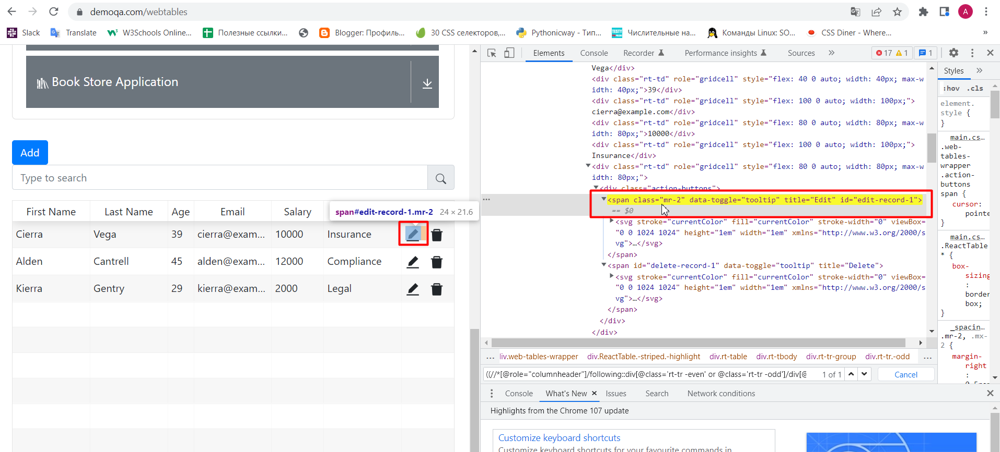 demoqa.com/webtables
A
Slack
Translate
W3Schools Online...
Полезные ссылки...
Blogger: Профиль...
30 CSS селекторов,...
Pythonicway - Тип...
TESTY
Числительные на...
Команды Linux: SO...
CSS Diner - Where...
»
Book Store Application
Add
Type to search
First Name
Last Name
Age
Email
Salary
span#edit-record-1.mr-2 24 × 21.6
Cierra Vega 39 cierra@exam... 10000 Insurance
Alden Cantrell 45 alden@exam... 12000 Compliance
Kierra Gentry 29 kierra@exam... 2000 Legal
Elements
Console
Recorder
Performance insights
Sources
»
17
1
1
Vega</div>
<div class="rt-td" role="gridcell" style="flex: 40 0 auto; width: 40px; max-w
idth: 40px;">39</div>
<div class="rt-td" role="gridcell" style="flex: 100 0 auto; width: 100px;">
cierra@example.com</div>
<div class="rt-td" role="gridcell" style="flex: 80 0 auto; width: 80px; max-w
idth: 80px;">10000</div>
<div class="rt-td" role="gridcell" style="flex: 100 0 auto; width: 100px;">
Insurance</div>
<div class="rt-td" role="gridcell" style="flex: 80 0 auto; width: 80px; max-w
idth: 80px;">
<div class="action-buttons">
...
<span class="mr-2" data-toggle="tooltip" title="Edit" id="edit-record-1">
== $0
<svg stroke="currentColor" fill="currentColor" stroke-width="0" viewBox=
"0 0 1024 1024" height="1em" width="1em" xmlns="http://www.w3.org/2000/s
vg">…</svg>
</span>
<span id="delete-record-1" data-toggle="tooltip" title="Delete">
<svg stroke="currentColor" fill="currentColor" stroke-width="0" viewBox=
"0 0 1024 1024" height="1em" width="1em" xmlns="http://www.w3.org/2000/s
vg">…</svg>
</span>
</div>
</div>
... liv.web-tables-wrapper div.ReactTable.-striped.-highlight div.rt-table div.rt-tbody div.rt-tr-group div.rt-tr.-odd ...
((//*[@role="columnheader"]/following::div[@class='rt-tr -even' or @class='rt-tr -odd']/div[@
1 of 1
Cancel
Styles
»
:hov .cls
element.
style {
}
main.cs…
.web-
tables-
wrapper
.action-
buttons
span {
cursor:
pointe
}
main.cs…
.ReactTable
* {
box-
sizing
:
border
box;
}
_spacin…
.mr-2, .mx-
2 {
margin-
right
:
Console
What's New
Issues
Search
Network conditions
Highlights from the Chrome 107 update
Customize keyboard shortcuts
Customize keyboard shortcuts for your favourite commands in